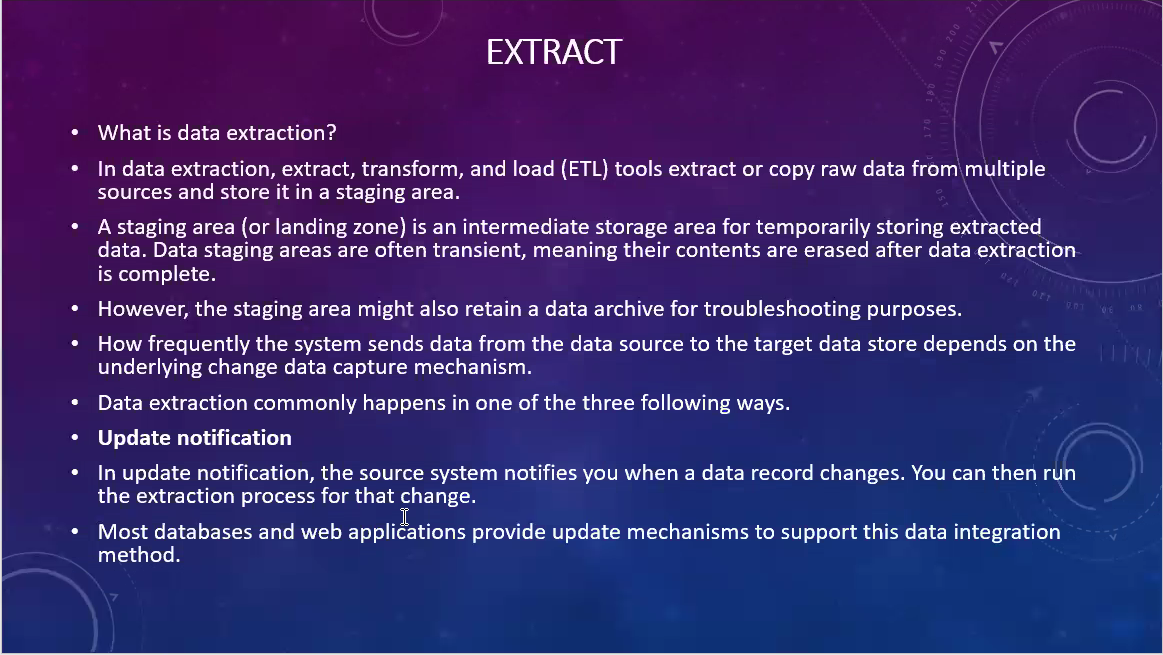 EXTRACT
• What is data extraction?
• In data extraction, extract, transform, and load (ETL) tools extract or copy raw data from multiple
sources and store it in a staging area.
• A staging area (or landing zone) is an intermediate storage area for temporarily storing extracted
data. Data staging areas are often transient, meaning their contents are erased after data extraction
is complete.
• However, the staging area might also retain a data archive for troubleshooting purposes.
• How frequently the system sends data from the data source to the target data store depends on the
underlying change data capture mechanism.
• Data extraction commonly happens in one of the three following ways.
• Update notification
• In update notification, the source system notifies you when a data record changes. You can then run
the extraction process for that change.
• Most databases and web applications provide update mechanisms to support this data integration
method.